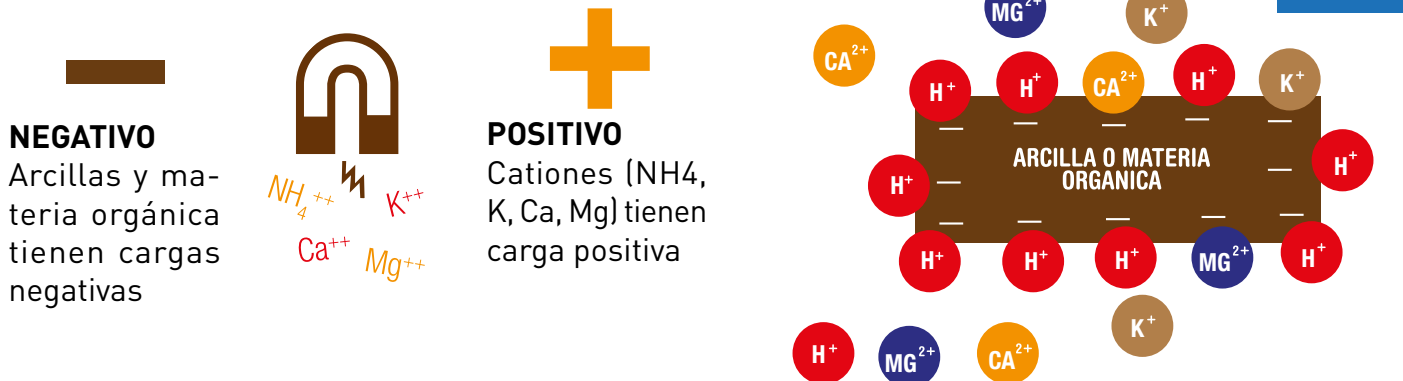 NEGATIVO
Arcillas y ma-
teria orgánica
tienen cargas
negativas
NH₄⁺⁺
K⁺⁺
Ca⁺⁺
Mg⁺⁺
POSITIVO
Cationes (NH4,
K, Ca, Mg) tienen
carga positiva
MG²⁺
K⁺
CA²⁺
H⁺
H⁺
CA²⁺
H⁺
K⁺
ARCILLA O MATERIA
ORGANICA
H⁺
H⁺
H⁺
H⁺
H⁺
MG²⁺
H⁺
K⁺
H⁺
MG²⁺
CA²⁺